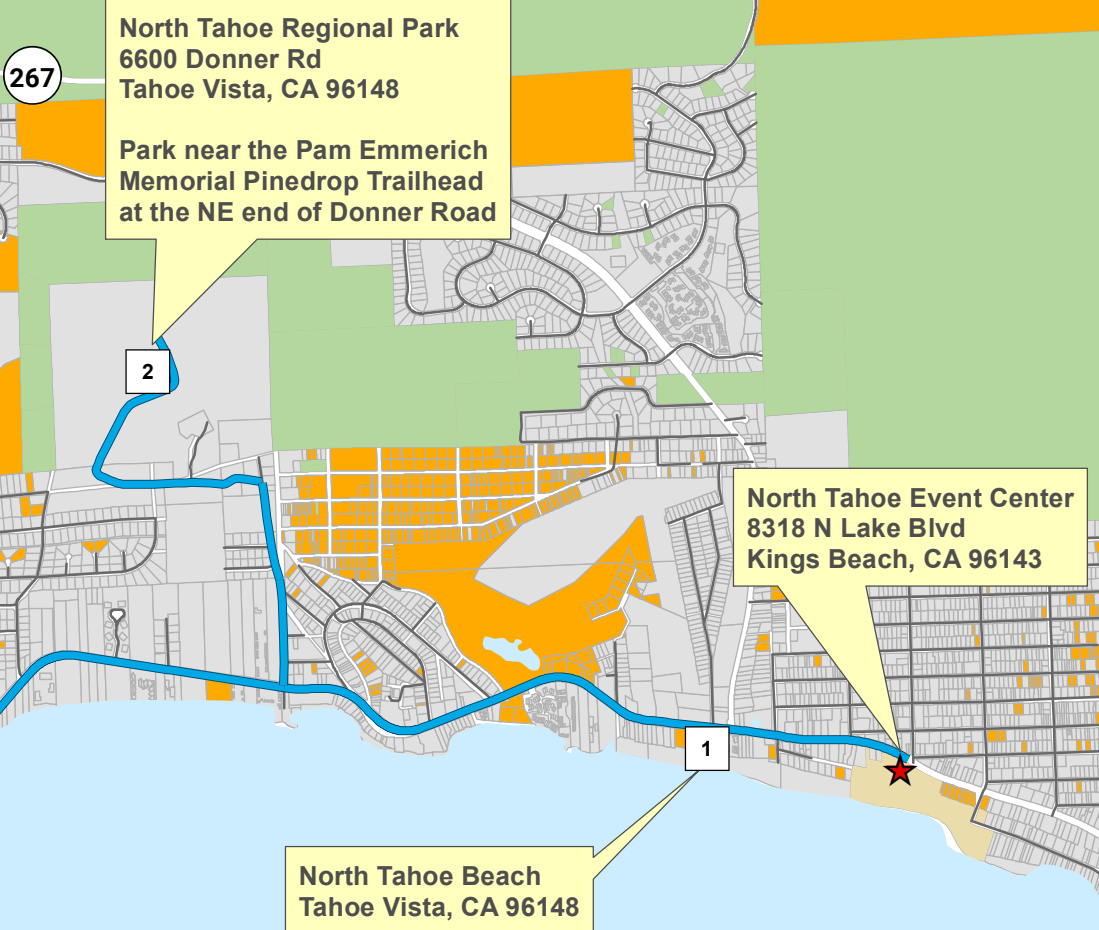 North Tahoe Regional Park
6600 Donner Rd
Tahoe Vista, CA 96148
Park near the Pam Emmerich
Memorial Pinedrop Trailhead
at the NE end of Donner Road
267
2
North Tahoe Event Center
8318 N Lake Blvd
Kings Beach, CA 96143
1
North Tahoe Beach
Tahoe Vista, CA 96148